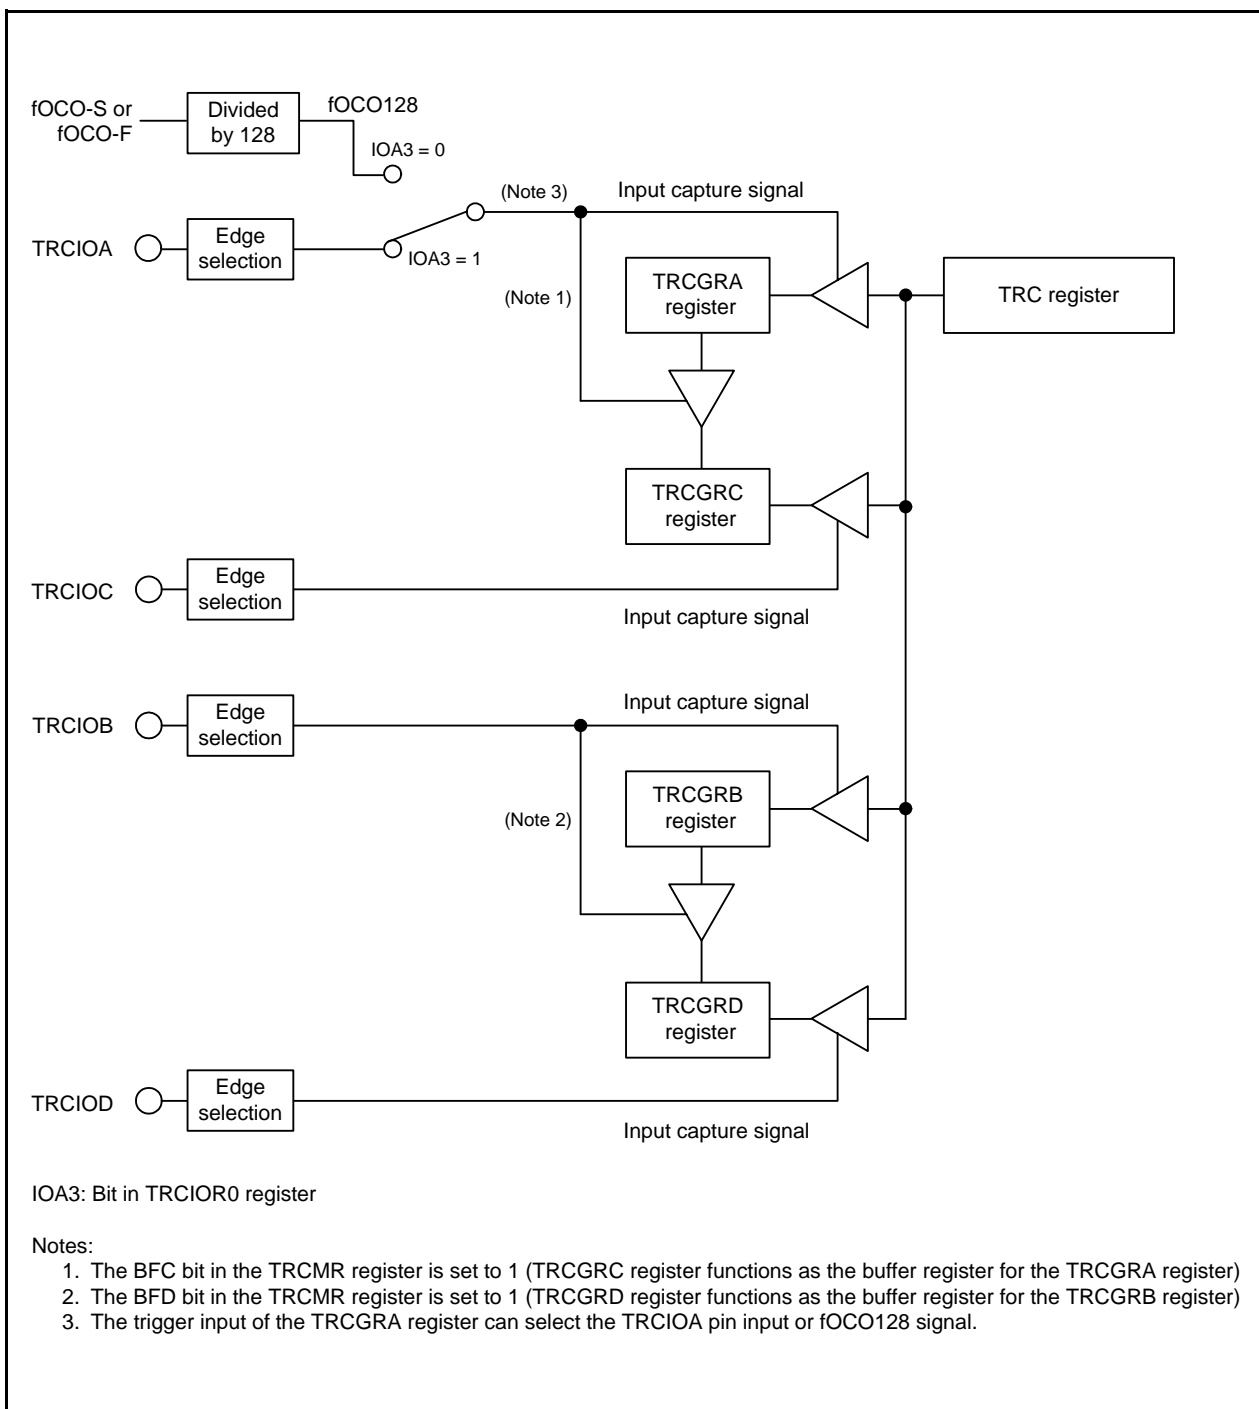 fOCO-S or
fOCO-F
Divided
by 128
fOCO128
IOA3 = 0
(Note 3)
Input capture signal
TRCIOA
Edge
selection
IOA3 = 1
(Note 1)
TRCGRA
register
TRC register
TRCGRC
register
TRCIOC
Edge
selection
Input capture signal
TRCIOB
Edge
selection
Input capture signal
(Note 2)
TRCGRB
register
TRCGRD
register
TRCIOD
Edge
selection
Input capture signal
IOA3: Bit in TRCIOR0 register
Notes:
1. The BFC bit in the TRCMR register is set to 1 (TRCGRC register functions as the buffer register for the TRCGRA register)
2. The BFD bit in the TRCMR register is set to 1 (TRCGRD register functions as the buffer register for the TRCGRB register)
3. The trigger input of the TRCGRA register can select the TRCIOA pin input or fOCO128 signal.